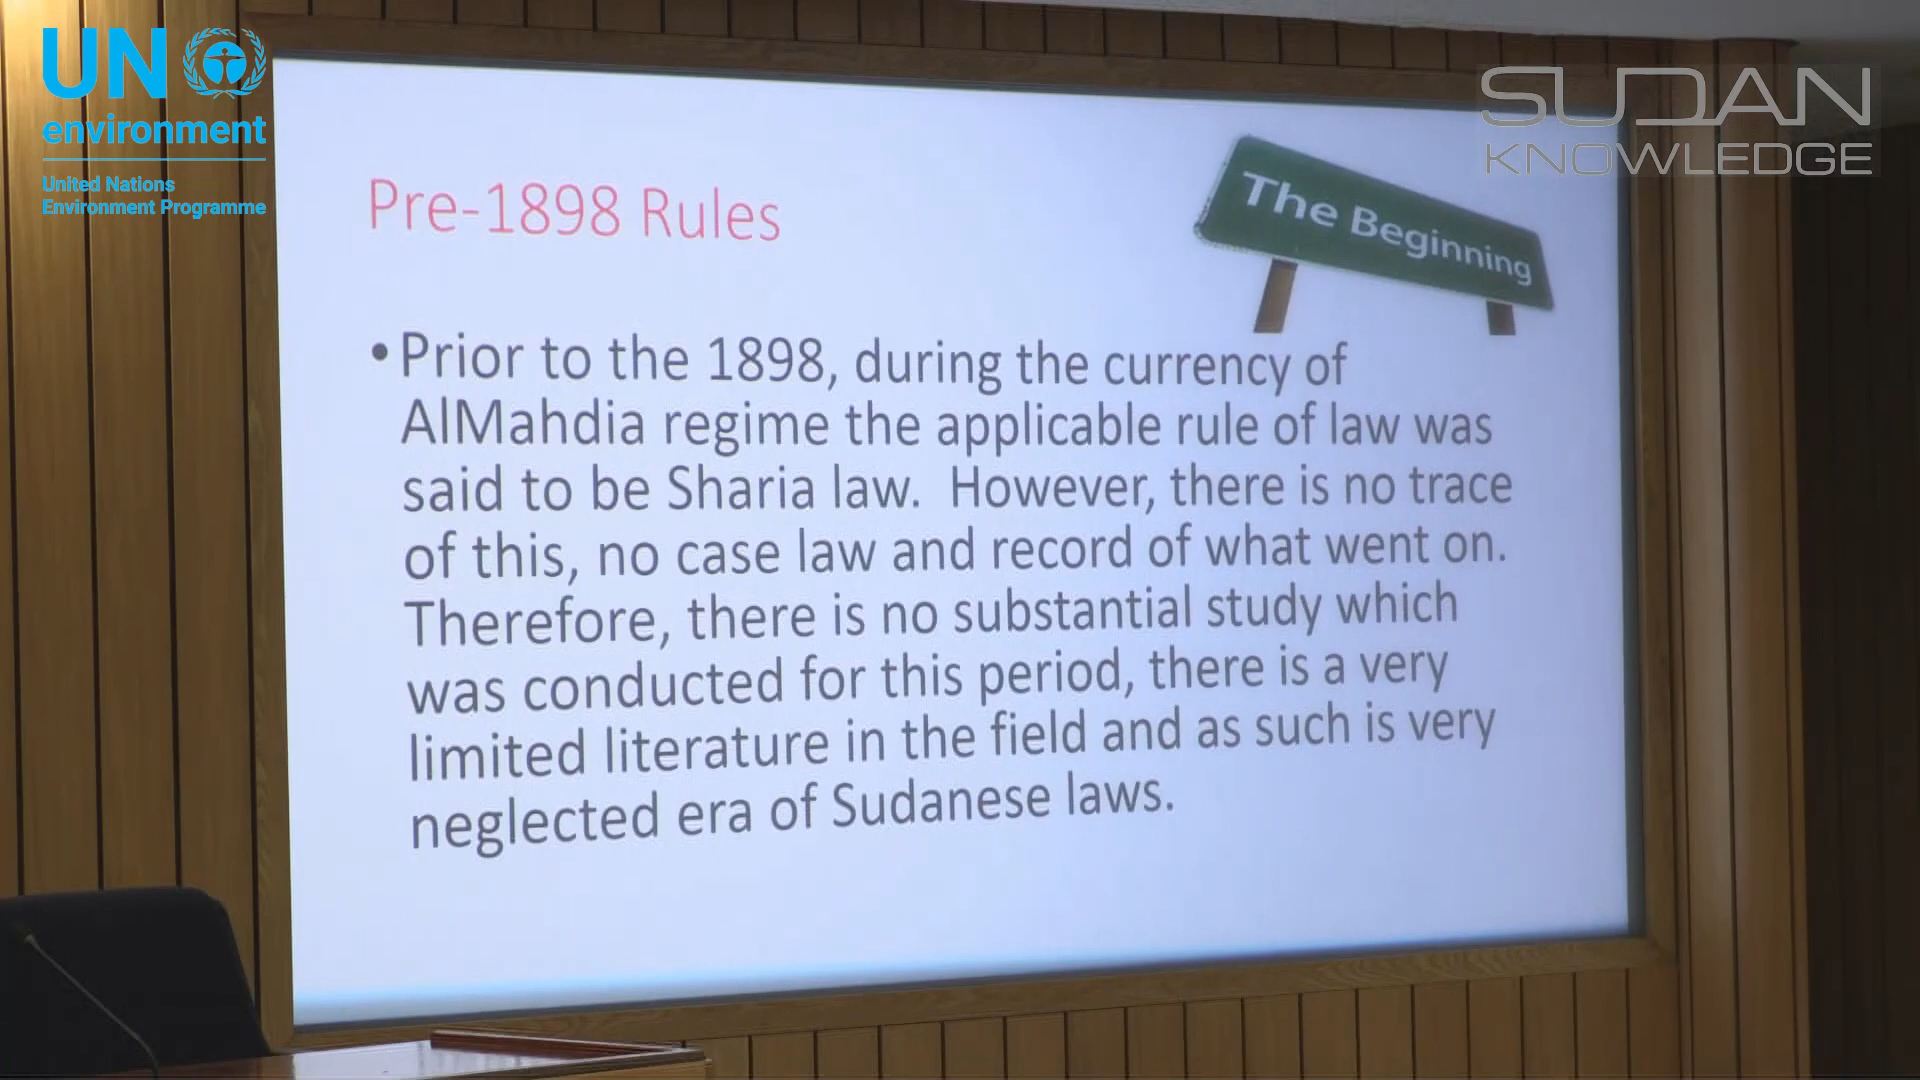 UN
environment
United Nations
Environment Programme
SUDAN
KNOWLEDGE
The Beginning
Pre-1898 Rules
• Prior to the 1898, during the currency of
AlMahdia regime the applicable rule of law was
said to be Sharia law. However, there is no trace
of this, no case law and record of what went on.
Therefore, there is no substantial study which
was conducted for this period, there is a very
limited literature in the field and as such is very
neglected era of Sudanese laws.